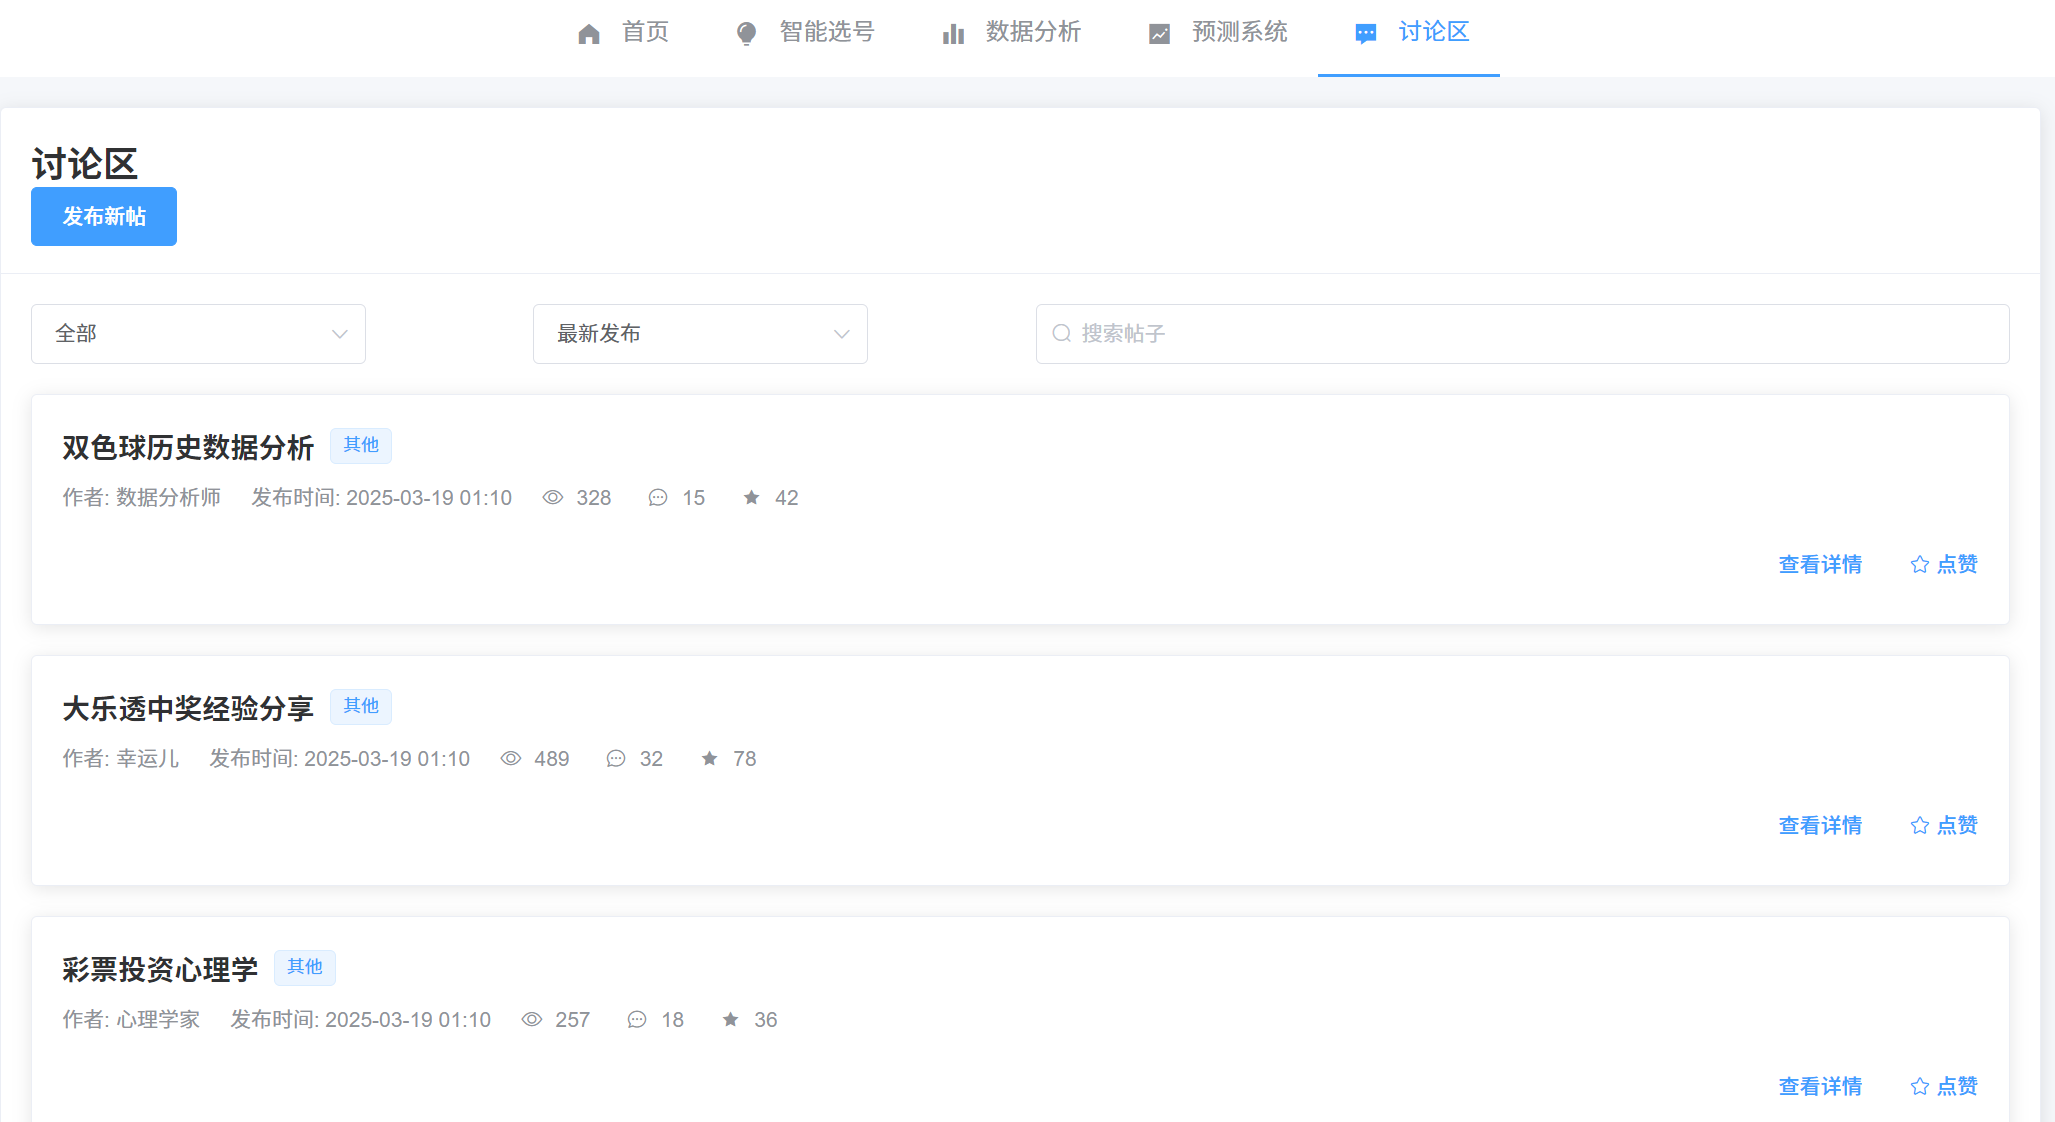 首页 智能选号 数据分析 预测系统 讨论区
讨论区
发布新帖
全部 最新发布 搜索帖子
双色球历史数据分析 其他
作者: 数据分析师 发布时间: 2025-03-19 01:10 328 15 42
查看详情 点赞
大乐透中奖经验分享 其他
作者: 幸运儿 发布时间: 2025-03-19 01:10 489 32 78
查看详情 点赞
彩票投资心理学 其他
作者: 心理学家 发布时间: 2025-03-19 01:10 257 18 36
查看详情 点赞